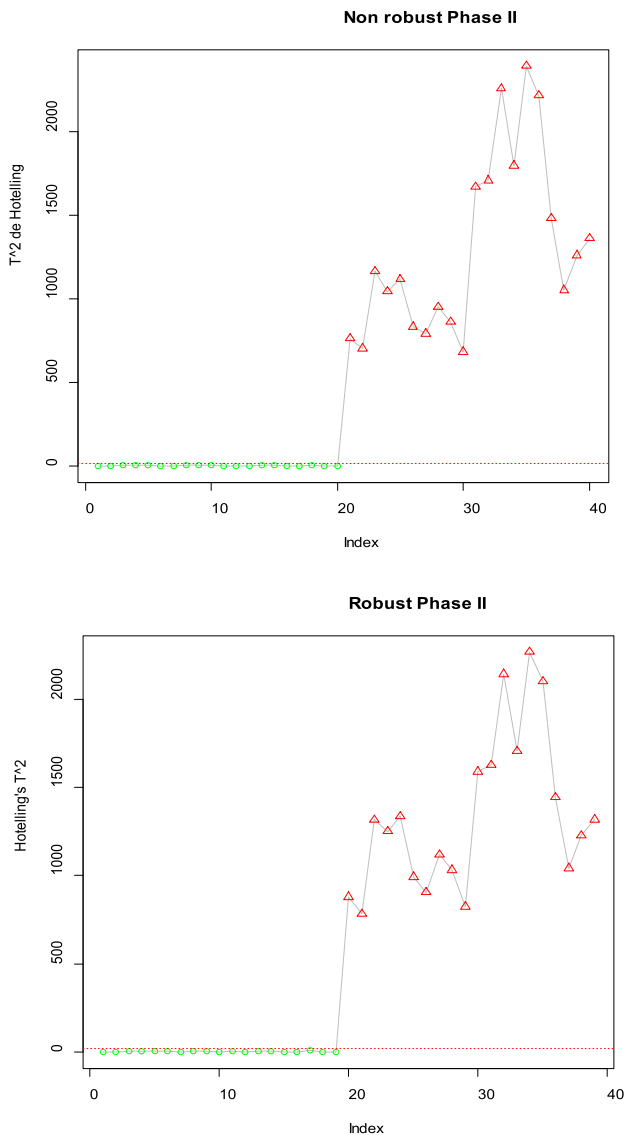 Non robust Phase II
T^2 de Hotelling
2000
1500
1000
500
0
0 10 20 30 40
Index
Robust Phase II
Hotelling's T^2
2000
1500
1000
500
0
0 10 20 30 40
Index